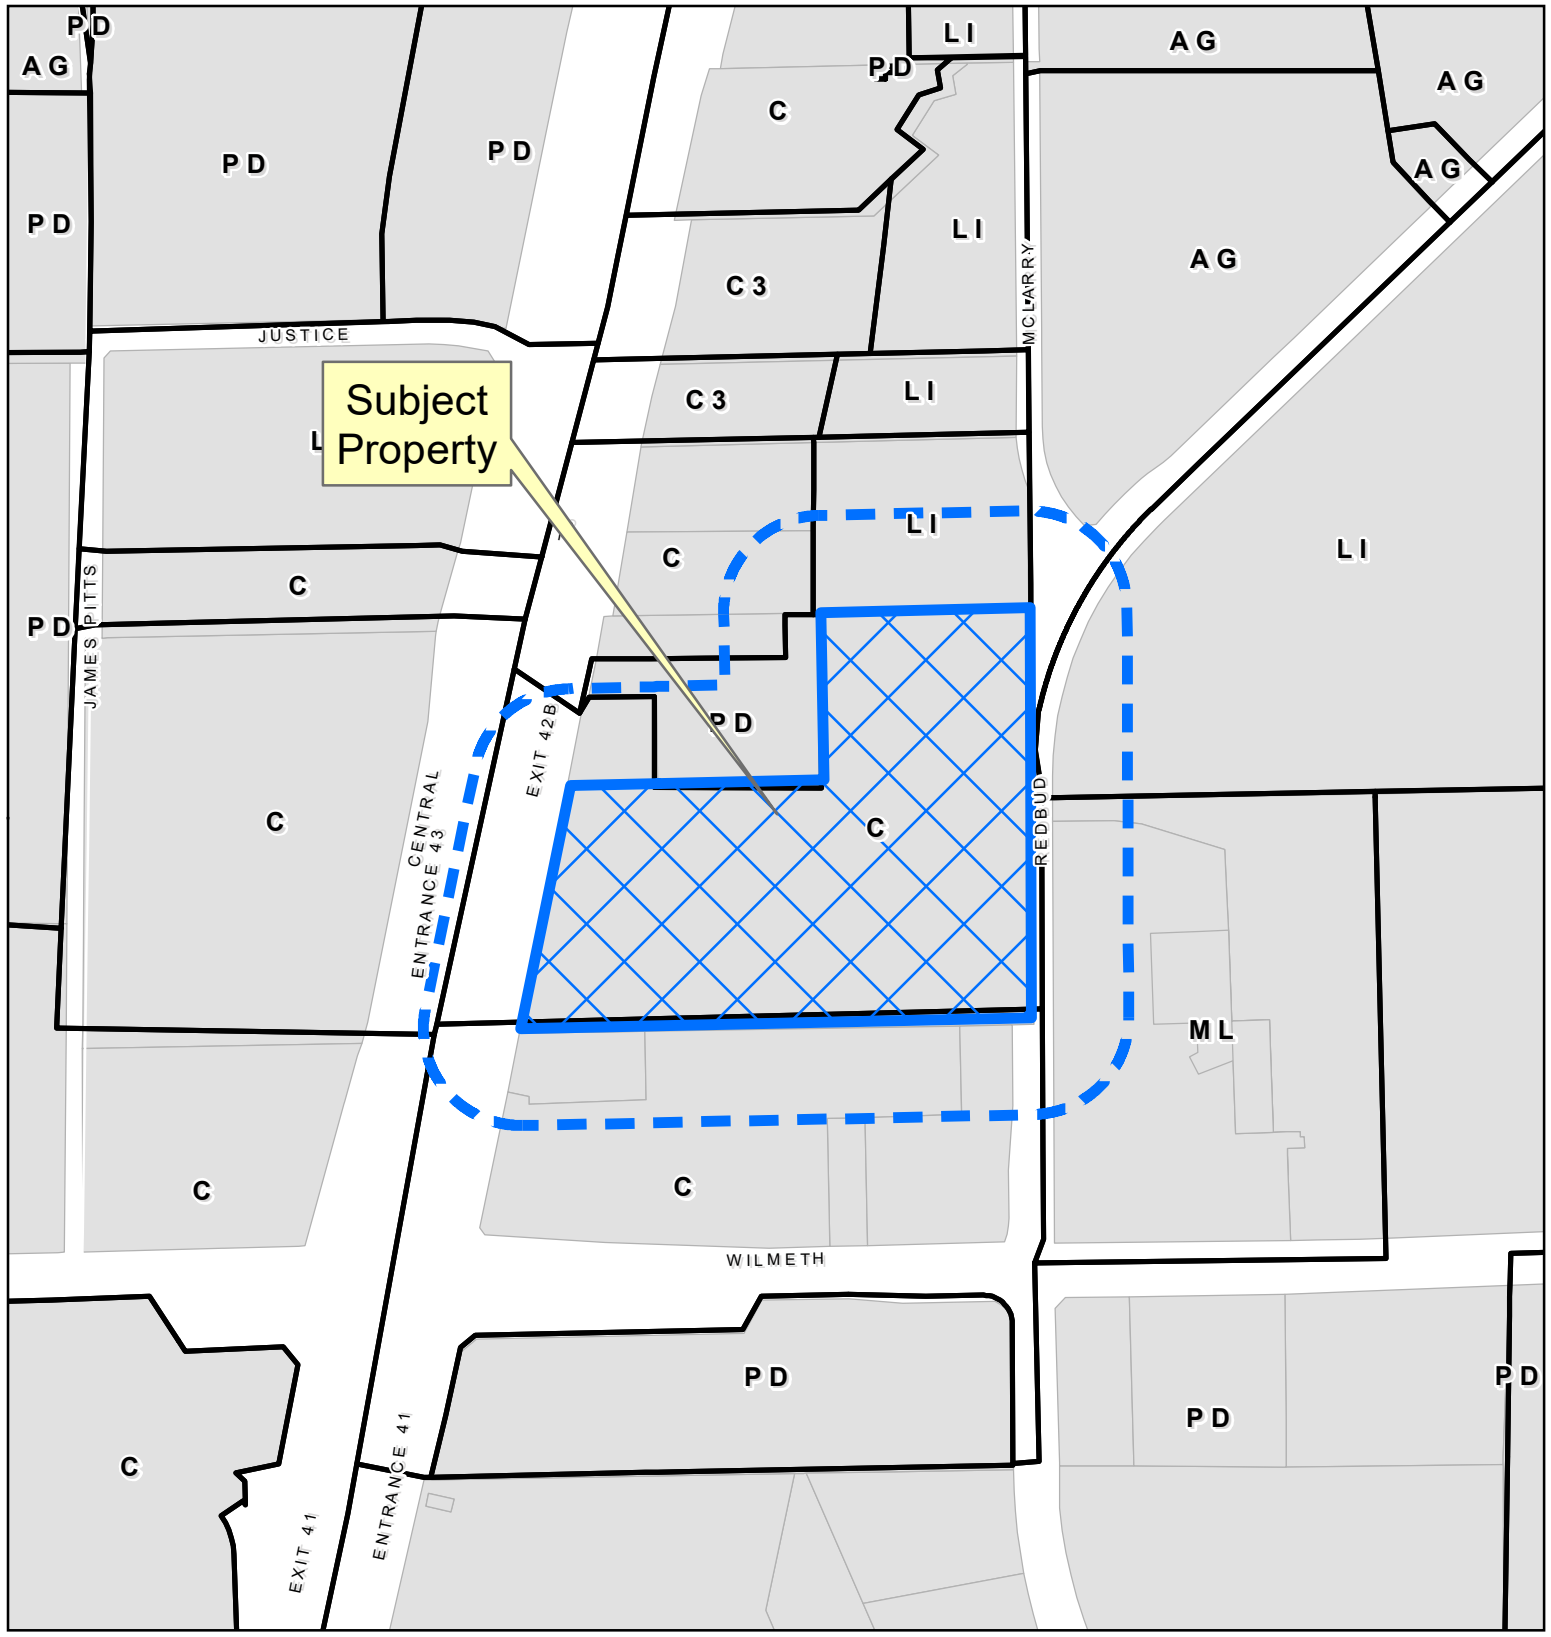 PD
LI
AG
AG
PD
AG
C
PD
PD
AG
PD
LI
AG
MCLARRY
C3
JUSTICE
Subject
Property
C3
LI
L
LI
LI
C
C
JAMES PITTS
PD
PD
EXIT 42B
CENTRAL
ENTRANCE 43
C
C
REDBUD
ML
C
C
WILMETH
PD
PD
PD
C
ENTRANCE 41
EXIT 41